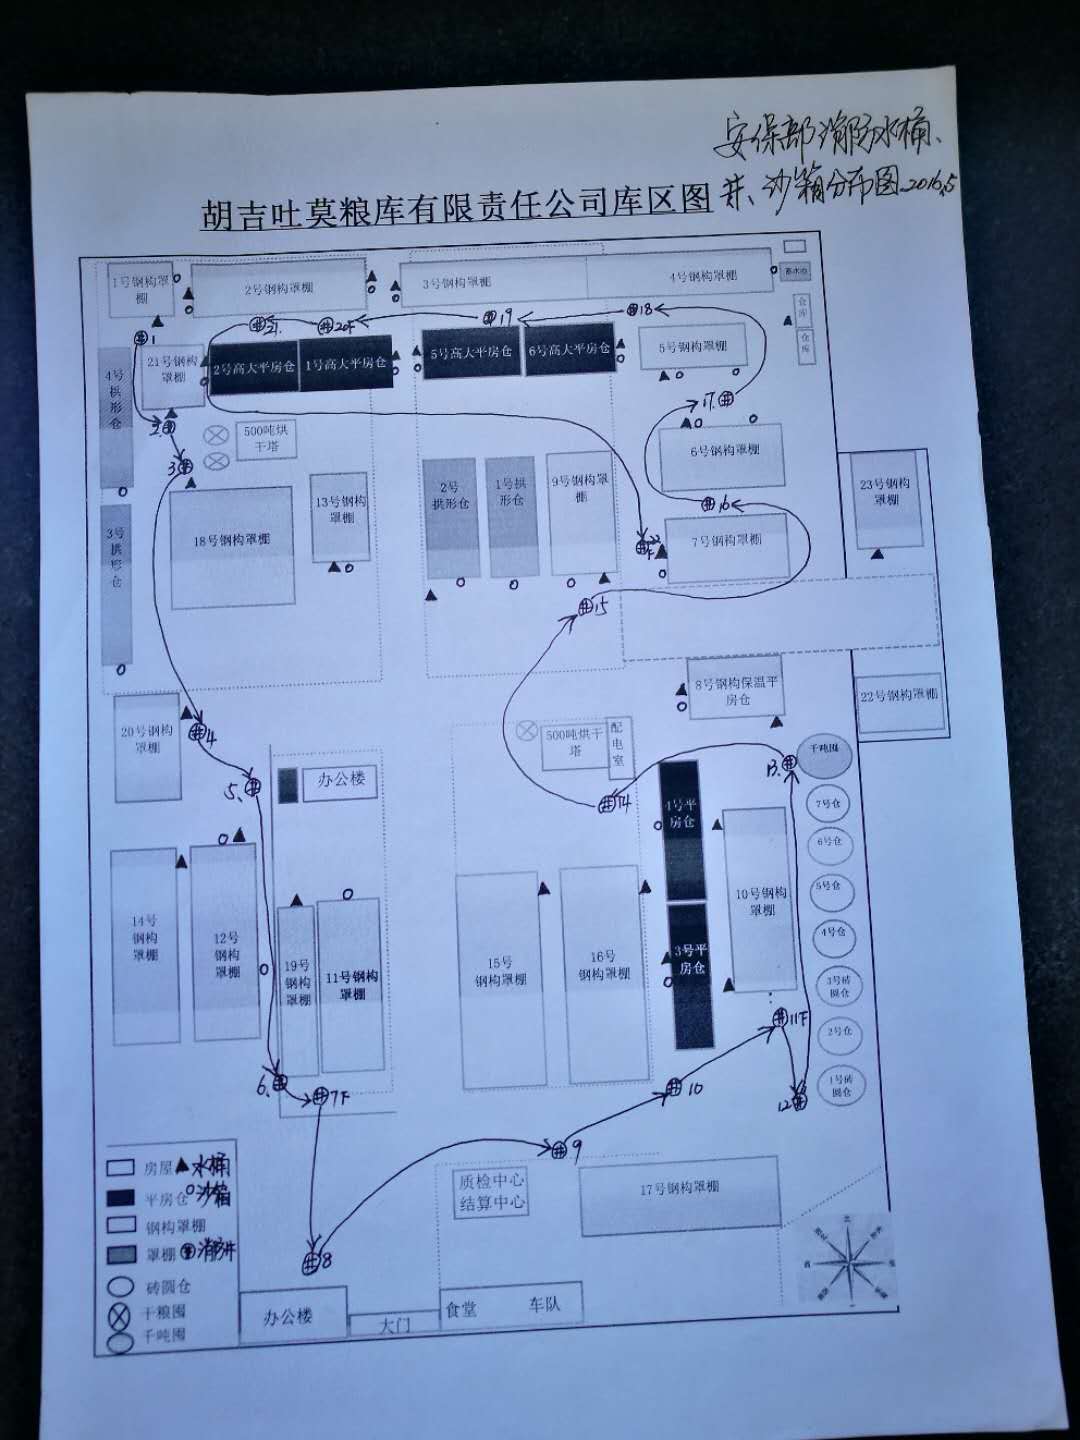 安保部消防水桶、
井、沙箱分布图.2016.5
胡吉吐莫粮库有限责任公司库区图
1号钢构罩
棚
2号钢构罩棚
3号钢构罩棚
4号钢构罩棚
蓄水池
仓库
仓库
1
21.
20F
19
18
4号拱形仓
21号钢构
罩棚
2号高大平房仓
1号高大平房仓
5号高大平房仓
6号高大平房仓
5号钢构罩棚
2.
17.
500吨烘
干塔
6号钢构罩棚
3
2号
拱形仓
1号拱
形仓
9号钢构罩
棚
13号钢构
罩棚
23号钢构
罩棚
16
3号拱形仓
18号钢构罩棚
22F
7号钢构罩棚
15
8号钢构保温平
房仓
22号钢构罩棚
20号钢构
罩棚
4
500吨烘干
塔
配电室
千吨囤
5.
办公楼
13.
14
4号平
房仓
7号仓
6号仓
5号仓
4号仓
3号砖
圆仓
2号仓
1号砖
圆仓
10号钢构
罩棚
14号
钢构
罩棚
12号
钢构
罩棚
19号
钢构
罩棚
11号钢构
罩棚
15号
钢构罩棚
16号
钢构罩棚
3号平
房仓
11F
6.
7F
10
12
9
8
质检中心
结算中心
17号钢构罩棚
房屋 水桶
平房仓 沙箱
钢构罩棚
罩棚 消防井
砖圆仓
干粮囤
千吨囤
办公楼
大门
食堂
车队
北